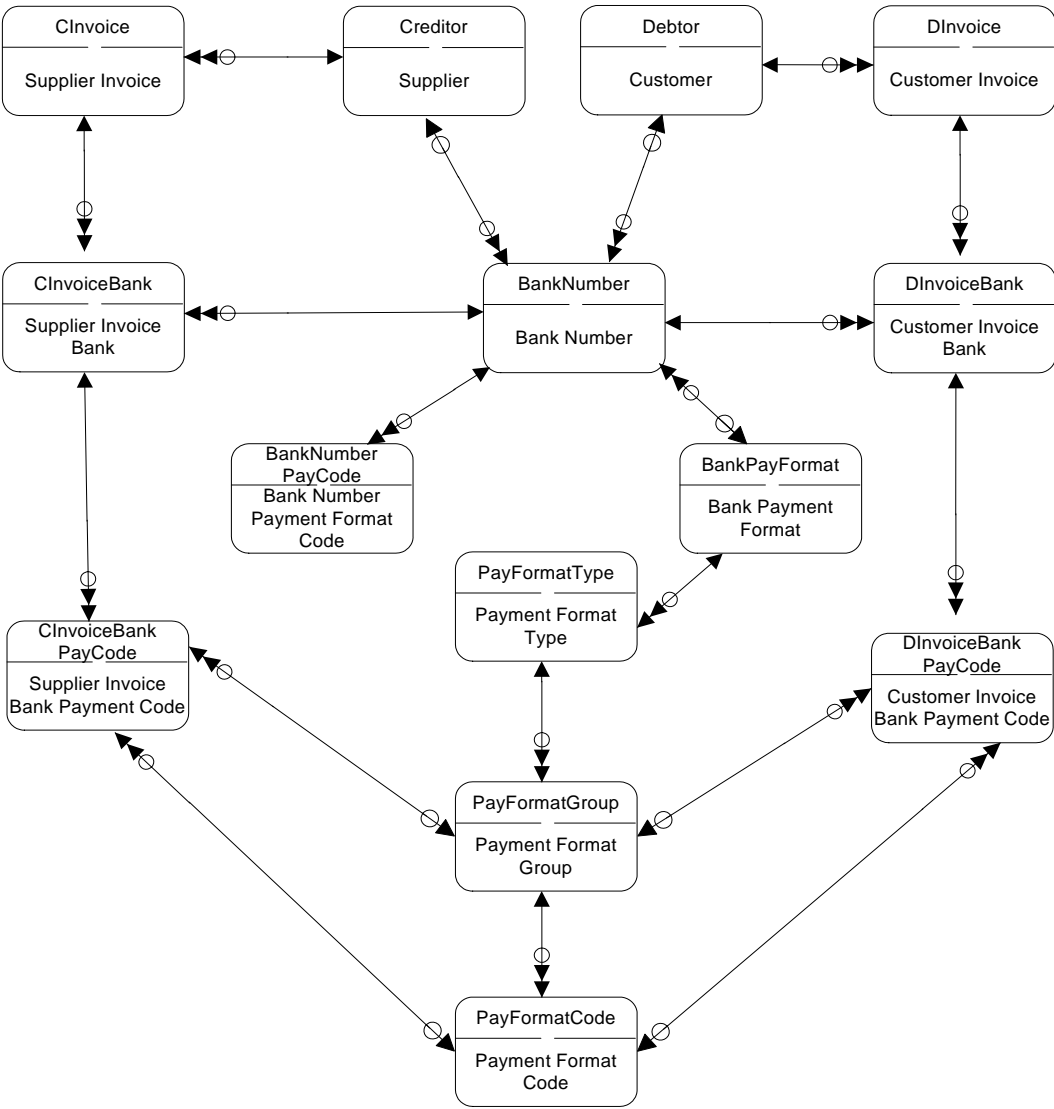 CInvoice
Supplier Invoice
Creditor
Supplier
Debtor
Customer
DInvoice
Customer Invoice
CInvoiceBank
Supplier Invoice
Bank
BankNumber
Bank Number
DInvoiceBank
Customer Invoice
Bank
BankNumber
PayCode
Bank Number
Payment Format
Code
BankPayFormat
Bank Payment
Format
PayFormatType
Payment Format
Type
CInvoiceBank
PayCode
Supplier Invoice
Bank Payment Code
DInvoiceBank
PayCode
Customer Invoice
Bank Payment Code
PayFormatGroup
Payment Format
Group
PayFormatCode
Payment Format
Code